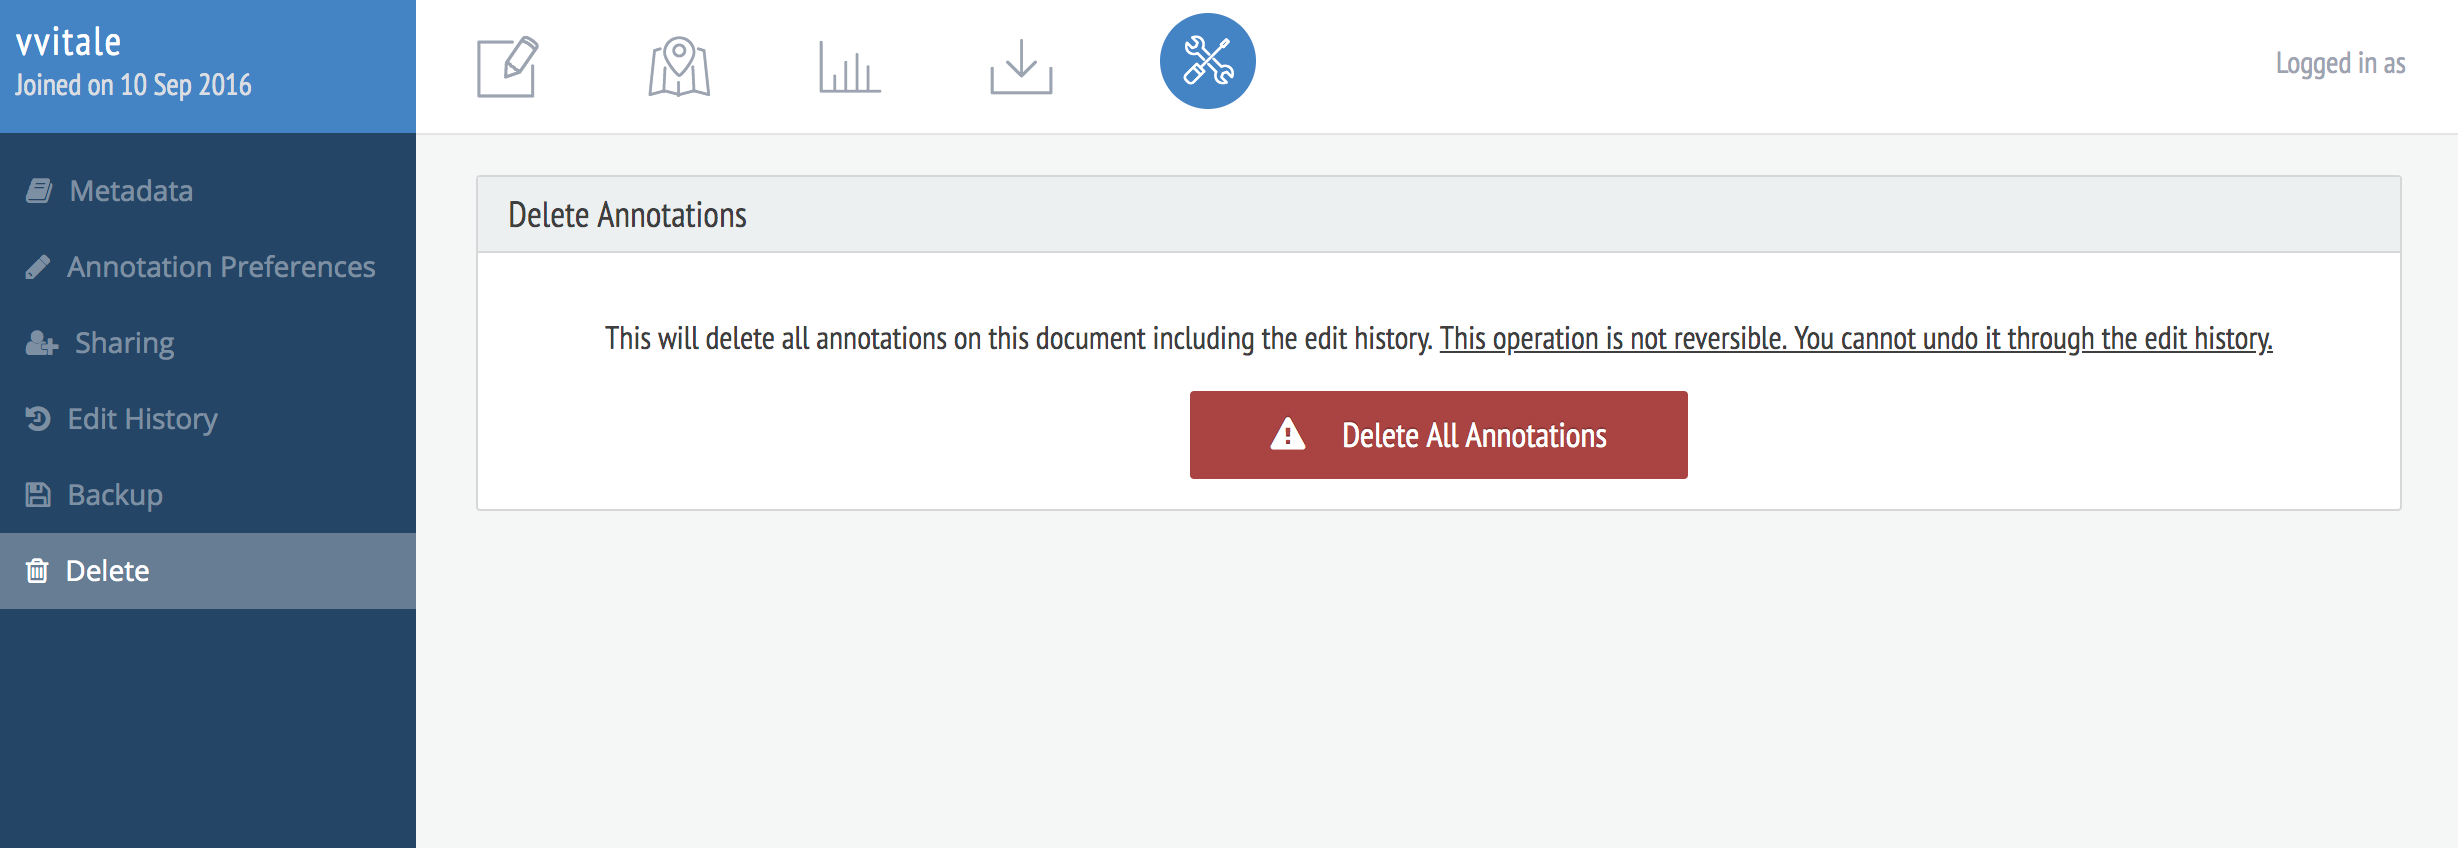 vvitale
Joined on 10 Sep 2016
Logged in as
Metadata
Annotation Preferences
Sharing
Edit History
Backup
Delete
Delete Annotations
This will delete all annotations on this document including the edit history. This operation is not reversible. You cannot undo it through the edit history.
Delete All Annotations